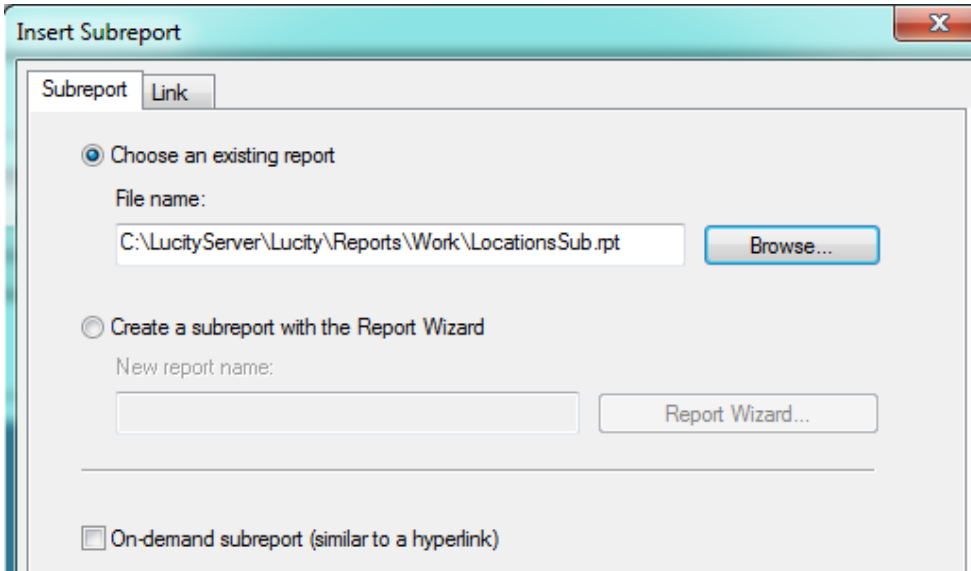 Insert Subreport
Subreport
Link
Choose an existing report
File name:
C:\LucityServer\Lucity\Reports\Work\LocationsSub.rpt
Browse...
Create a subreport with the Report Wizard
New report name:
Report Wizard...
On-demand subreport (similar to a hyperlink)